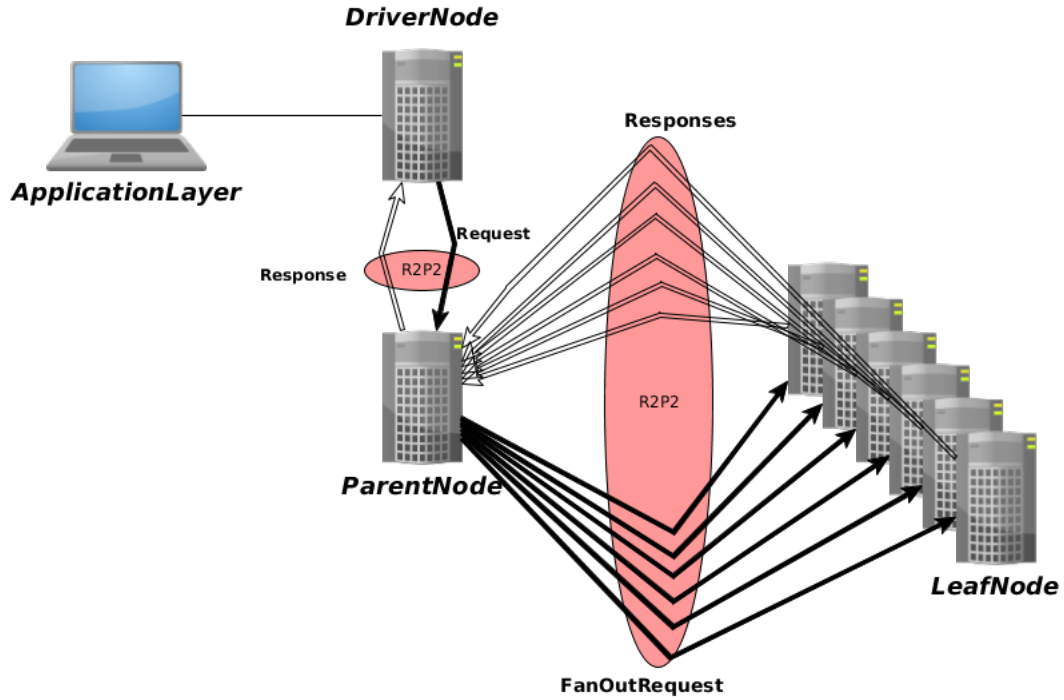 DriverNode
Responses
ApplicationLayer
Request
Response
R2P2
R2P2
ParentNode
LeafNode
FanOutRequest